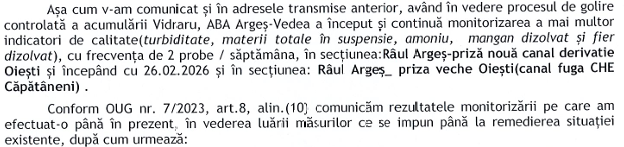 Așa cum v-am comunicat și în adresele transmise anterior, având în vedere procesul de golire
controlată a acumulării Vidraru, ABA Argeș-Vedea a început și continuă monitorizarea a mai multor
indicatori de calitate(turbiditate, materii totale în suspensie, amoniu, mangan dizolvat și fier
dizolvat), cu frecvența de 2 probe / săptămâna, în secțiunea:Râul Argeș-priză nouă canal derivatie
Oiești și începând cu 26.02.2026 și în secțiunea: Râul Argeș_ priza veche Oiești(canal fuga CHE
Căpățâneni) .
Conform OUG nr. 7/2023, art.8, alin.(10) comunicăm rezultatele monitorizării pe care am
efectuat-o până în prezent, în vederea luării măsurilor ce se impun până la remedierea situației
existente, după cum urmează: